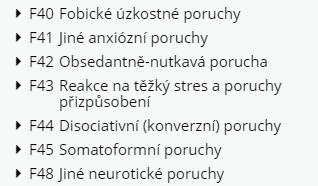 F40 Fobické úzkostné poruchy
F41 Jiné anxiózní poruchy
F42 Obsedantně-nutkavá porucha
F43 Reakce na těžký stres a poruchy
přizpůsobení
F44 Disociativní (konverzní) poruchy
F45 Somatoformní poruchy
F48 Jiné neurotické poruchy